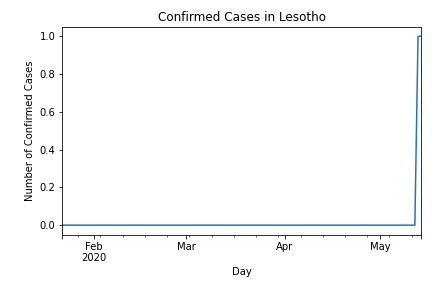 Confirmed Cases in Lesotho
Number of Confirmed Cases
1.0
0.8
0.6
0.4
0.2
0.0
Feb Mar Apr May
2020
Day